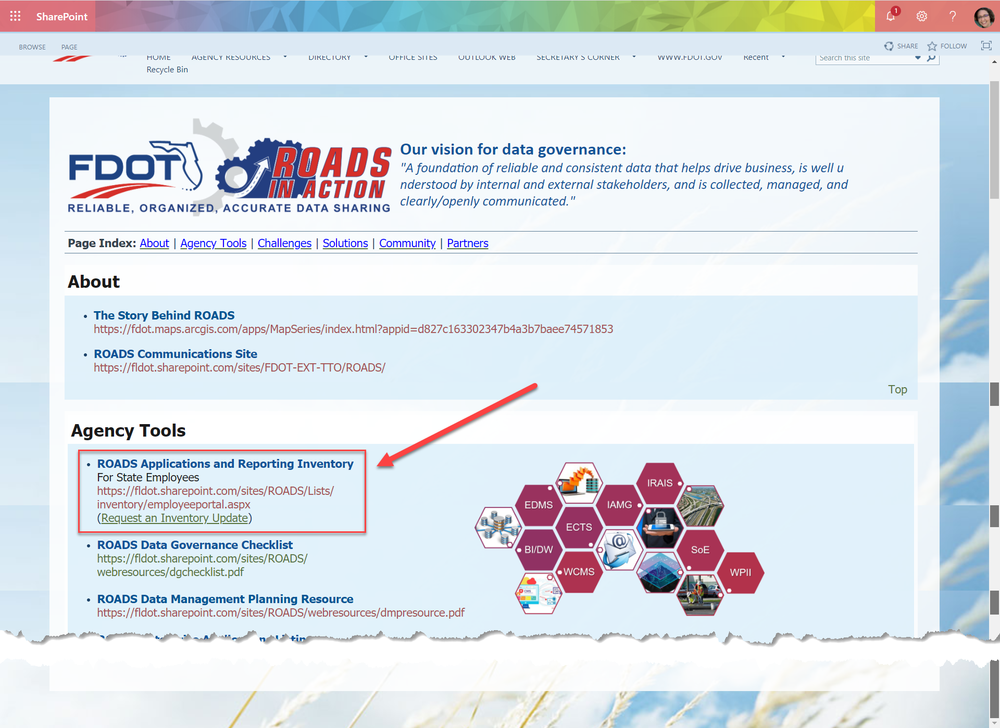 SharePoint
1
BROWSE
PAGE
SHARE
FOLLOW
HOME
AGENCY RESOURCES
DIRECTORY
OFFICE SITES
OUTLOOK WEB
SECRETARY'S CORNER
WWW.FDOT.GOV
Recent
Search this site
Recycle Bin
FDOT
ROADS
IN ACTION
RELIABLE, ORGANIZED, ACCURATE DATA SHARING
Our vision for data governance:
"A foundation of reliable and consistent data that helps drive business, is well u
nderstood by internal and external stakeholders, and is collected, managed, and
clearly/openly communicated."
Page Index: About | Agency Tools | Challenges | Solutions | Community | Partners
About
• The Story Behind ROADS
https://fdot.maps.arcgis.com/apps/MapSeries/index.html?appid=d827c163302347b4a3b7baee74571853
• ROADS Communications Site
https://fldot.sharepoint.com/sites/FDOT-EXT-TTO/ROADS/
Top
Agency Tools
• ROADS Applications and Reporting Inventory
For State Employees
https://fldot.sharepoint.com/sites/ROADS/Lists/
inventory/employeeportal.aspx
(Request an Inventory Update)
• ROADS Data Governance Checklist
https://fldot.sharepoint.com/sites/ROADS/
webresources/dgchecklist.pdf
• ROADS Data Management Planning Resource
https://fldot.sharepoint.com/sites/ROADS/webresources/dmpresource.pdf
IRAIS
EDMS
IAMG
ECTS
BI/DW
SoE
WCMS
WPII
CMS